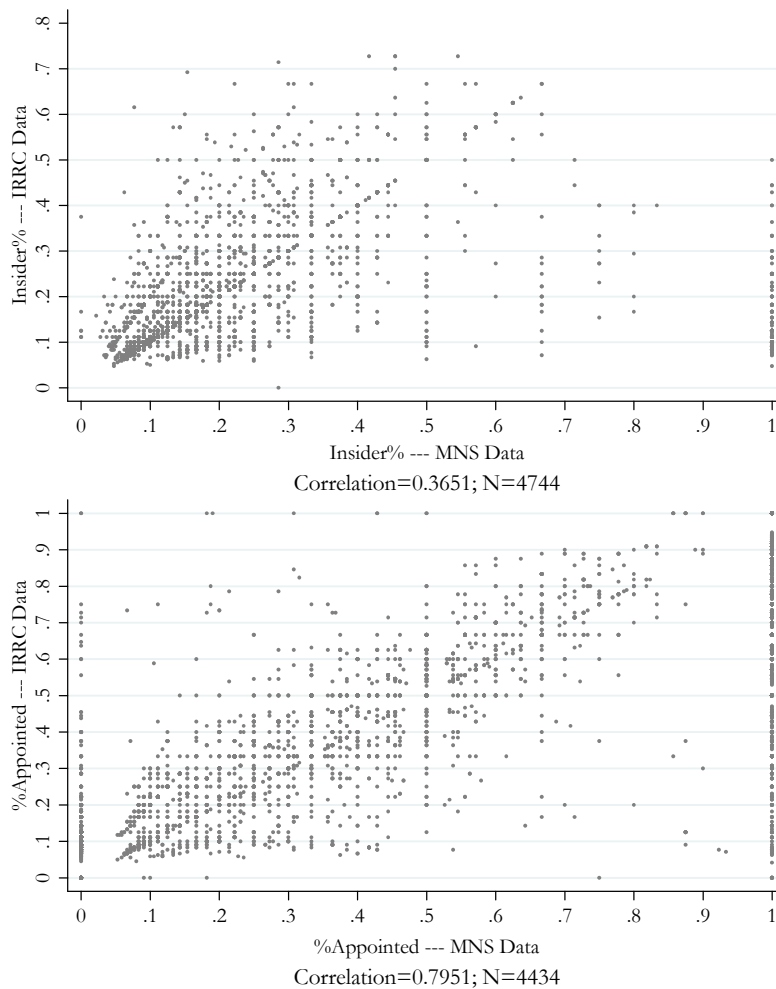 .8
.7
.6
.5
.4
.3
.2
.1
0
Insider% --- IRRC Data
0 .1 .2 .3 .4 .5 .6 .7 .8 .9 1
Insider% --- MNS Data
Correlation=0.3651; N=4744
1
.9
.8
.7
.6
.5
.4
.3
.2
.1
0
%Appointed --- IRRC Data
0 .1 .2 .3 .4 .5 .6 .7 .8 .9 1
%Appointed --- MNS Data
Correlation=0.7951; N=4434